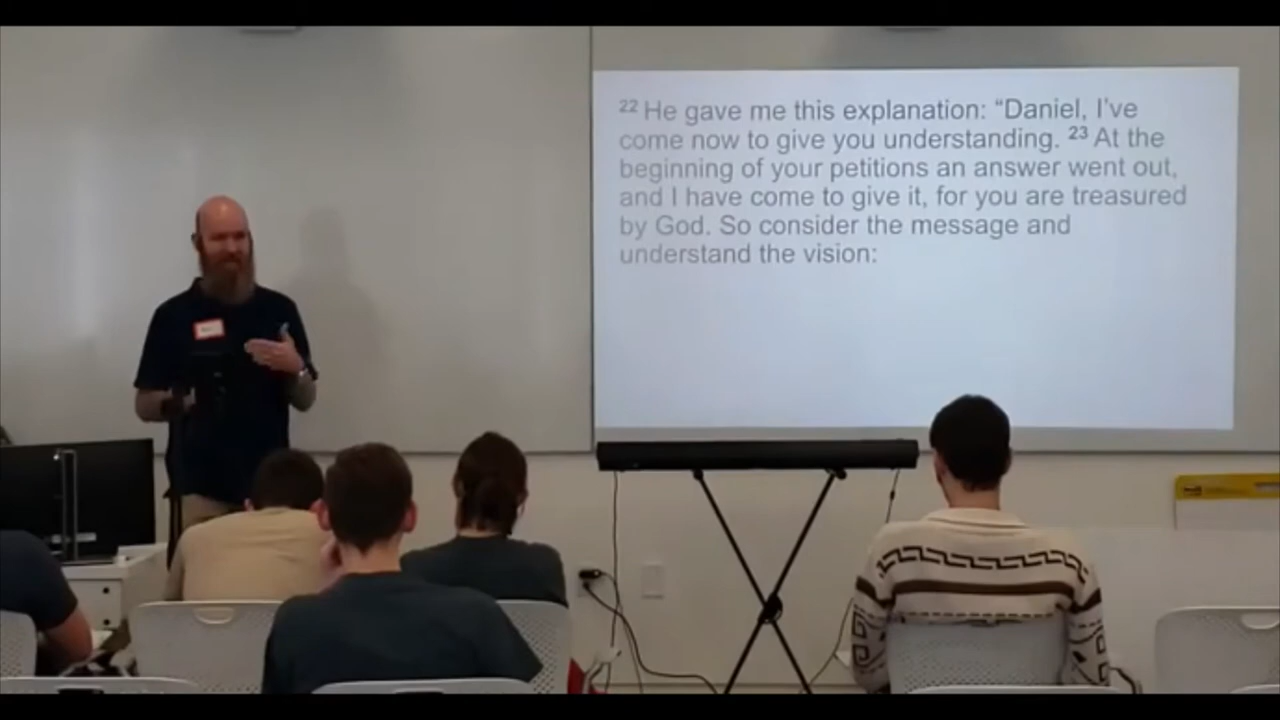 ²² He gave me this explanation: “Daniel, I’ve
come now to give you understanding. ²³ At the
beginning of your petitions an answer went out,
and I have come to give it, for you are treasured
by God. So consider the message and
understand the vision: